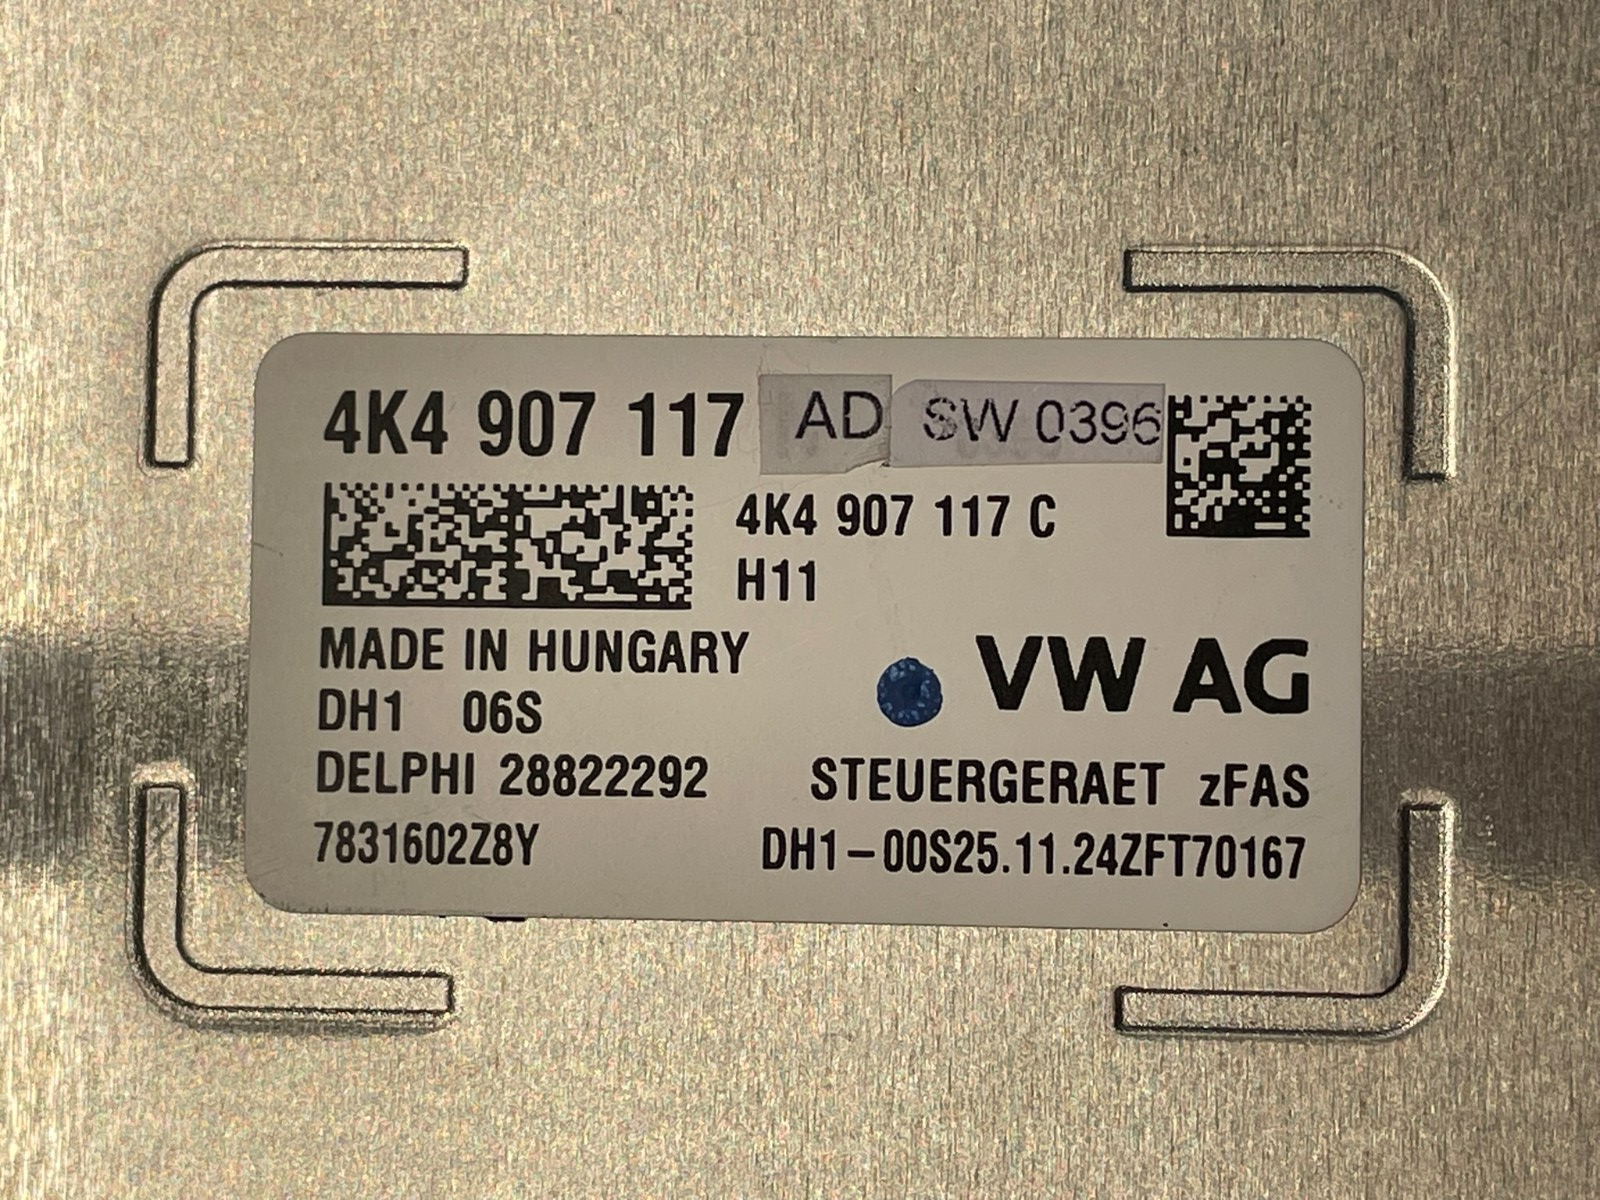 4K4 907 117 AD SW 0396
4K4 907 117 C
H11
MADE IN HUNGARY
DH1 06S
VW AG
DELPHI 28822292
STEUERGERAET zFAS
7831602Z8Y
DH1-00S25.11.24ZFT70167